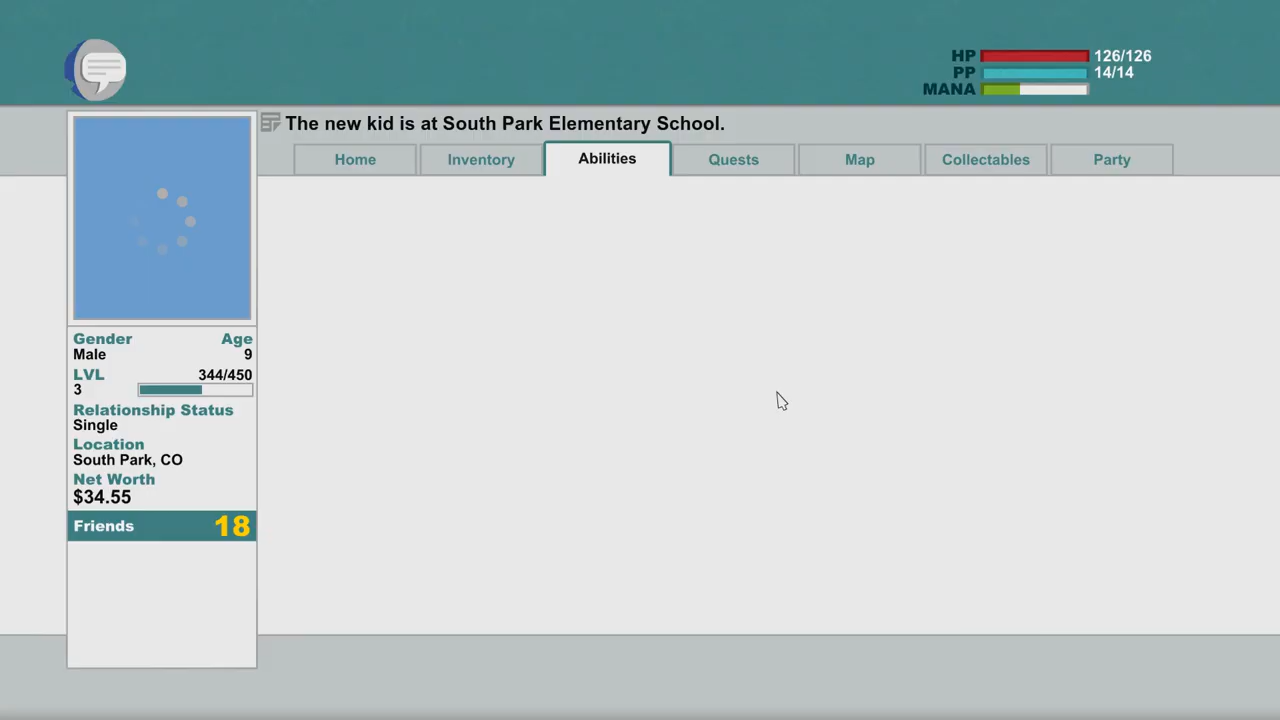 HP 126/126
PP 14/14
MANA
The new kid is at South Park Elementary School.
Home Inventory Abilities Quests Map Collectables Party
Gender Age
Male 9
LVL 344/450
3
Relationship Status
Single
Location
South Park, CO
Net Worth
$34.55
Friends 18